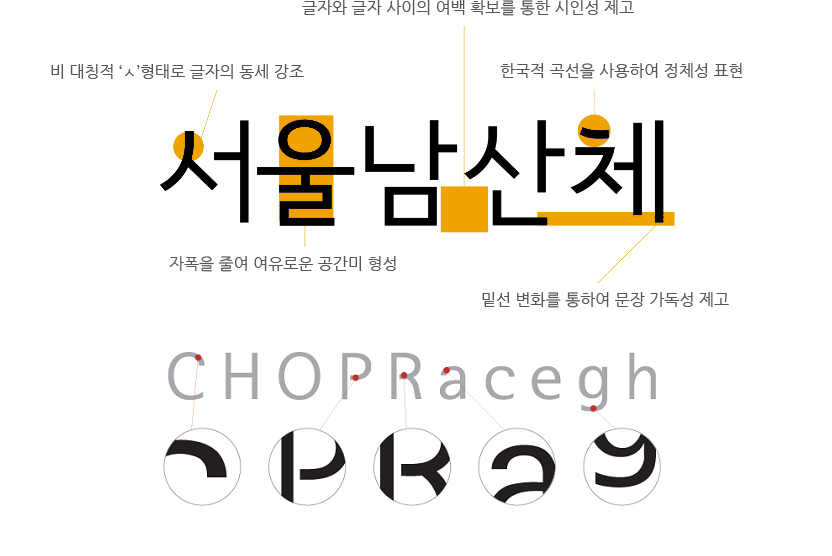 글자와 글자 사이의 여백 확보를 통한 시인성 제고
비 대칭적 ‘ㅅ’형태로 글자의 동세 강조
한국적 곡선을 사용하여 정체성 표현
서울남산체
자폭을 줄여 여유로운 공간미 형성
밑선 변화를 통하여 문장 가독성 제고
CHOPRacegh